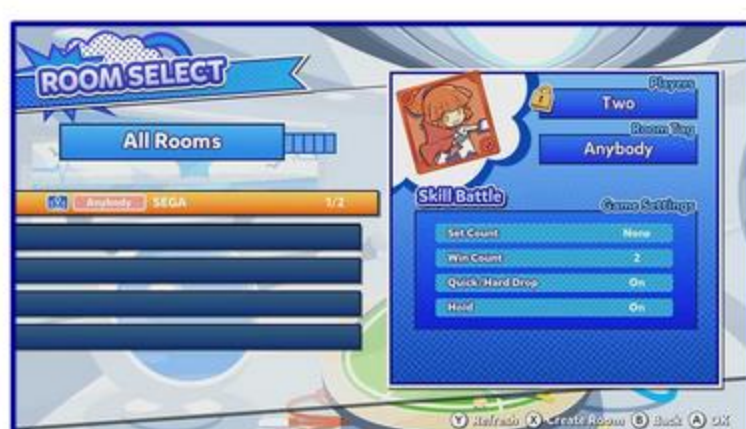 ROOM SELECT
All Rooms
Anybody SEGA 1/2
Players
Two
Room Tag
Anybody
Skill Battle
Game Settings
Set Count None
Win Count 2
Quick/Hard Drop On
Hold On
Y Refresh X Create Room B Back A OK